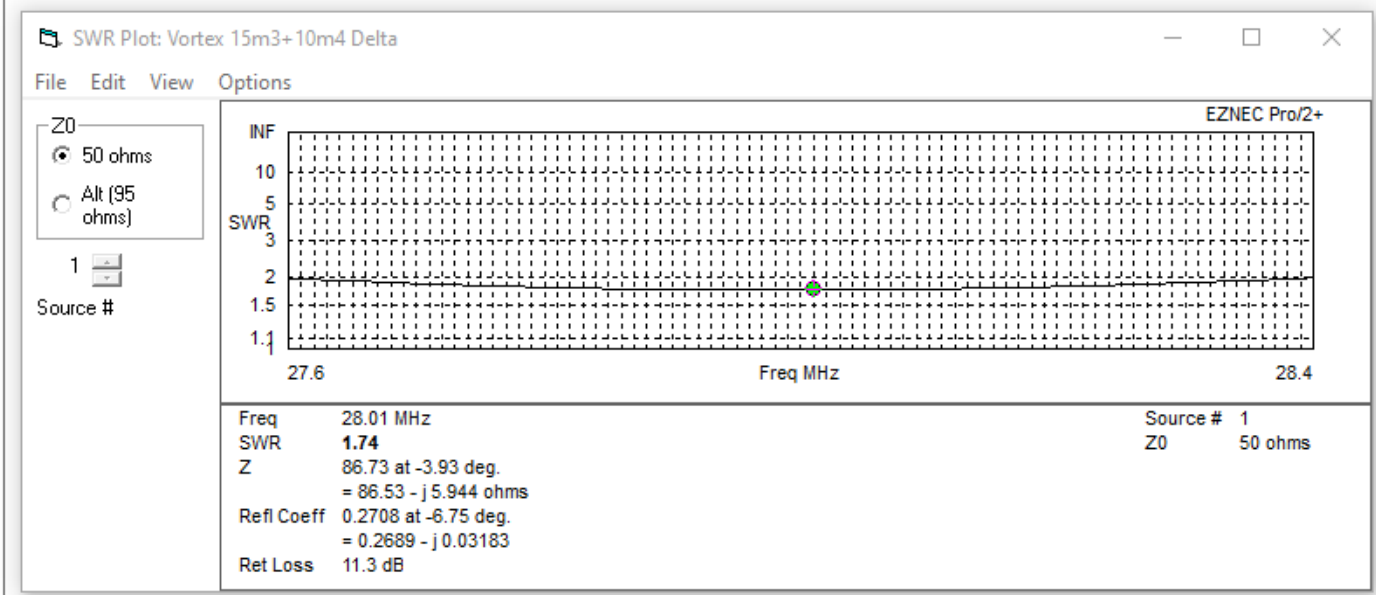 SWR Plot: Vortex 15m3+10m4 Delta
File Edit View Options
Z0
50 ohms
Alt (95
ohms)
1
Source #
EZNEC Pro/2+
INF
10
5
SWR
3
2
1.5
1.1
1
27.6 Freq MHz 28.4
Freq 28.01 MHz
SWR 1.74
Z 86.73 at -3.93 deg.
= 86.53 - j 5.944 ohms
Refl Coeff 0.2708 at -6.75 deg.
= 0.2689 - j 0.03183
Ret Loss 11.3 dB
Source # 1
Z0 50 ohms